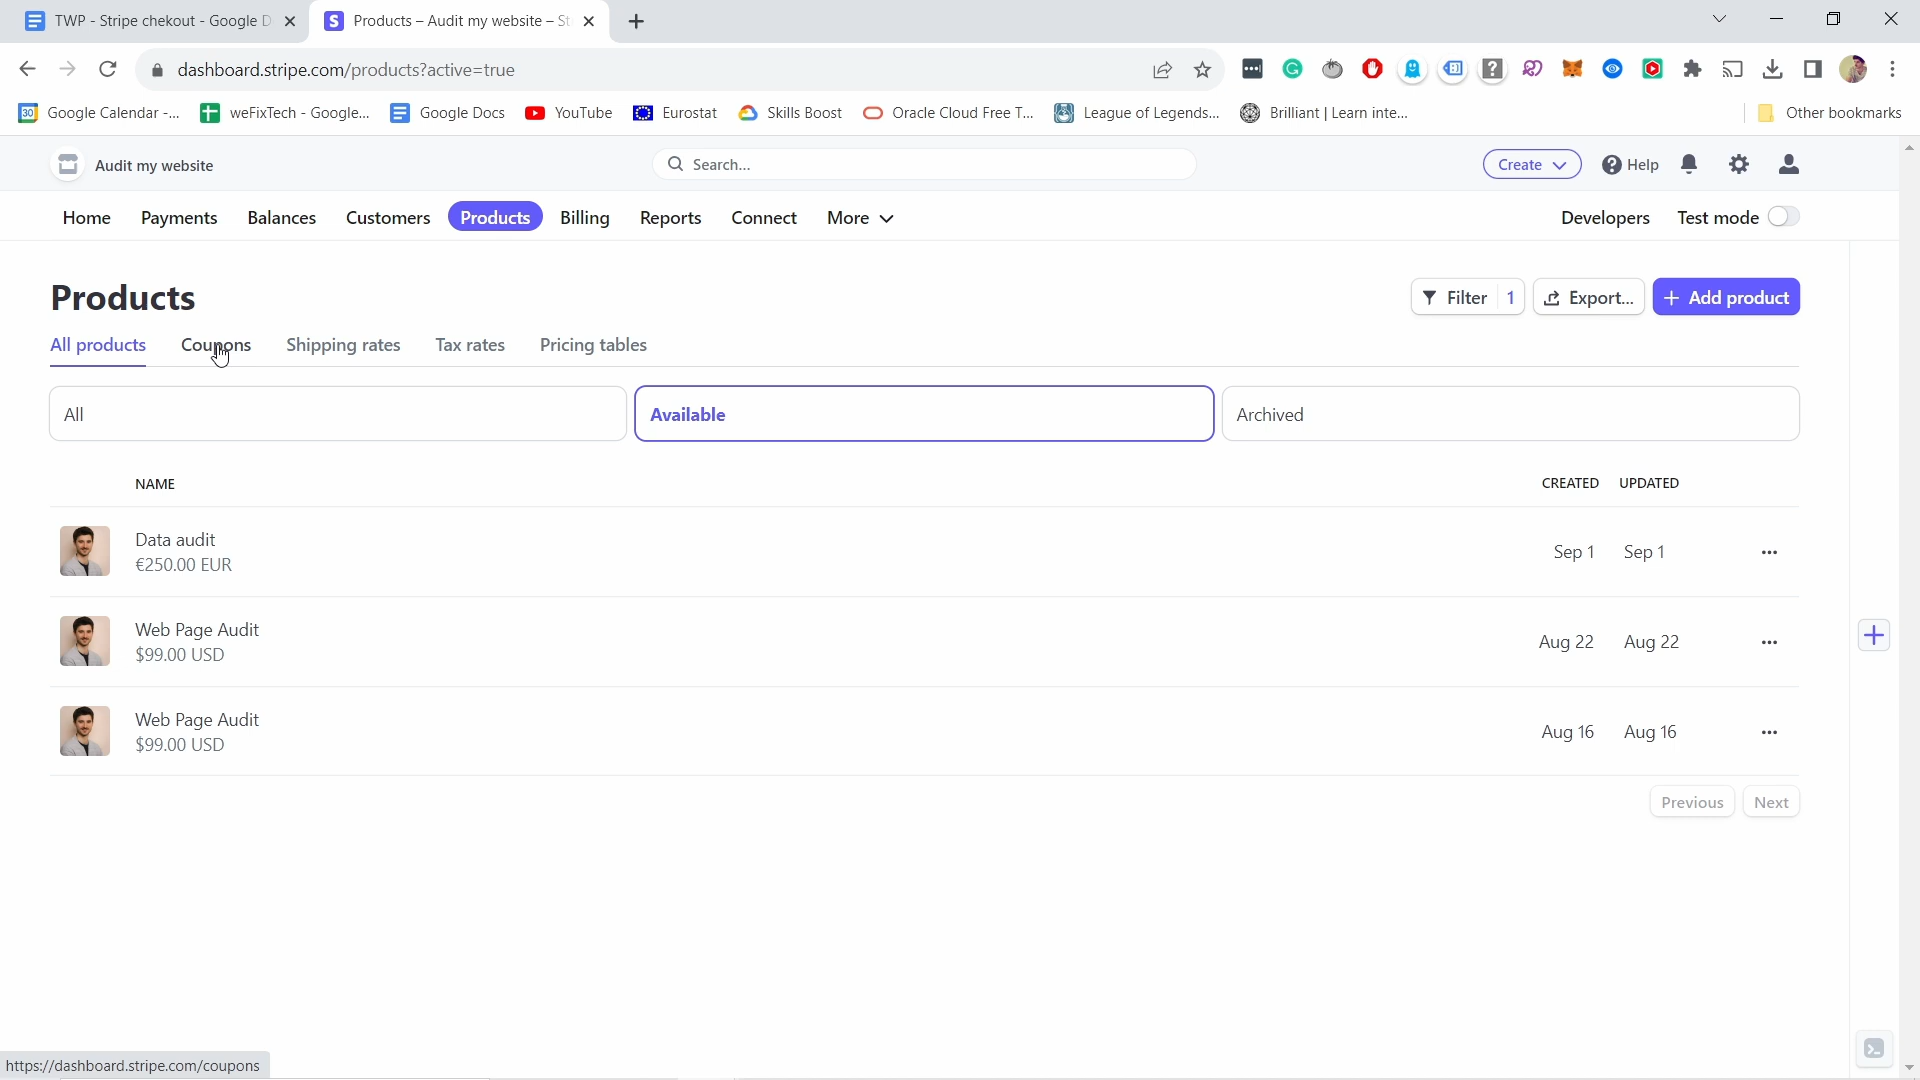 TWP - Stripe chekout - Google D
Products – Audit my website – St
dashboard.stripe.com/products?active=true
Google Calendar -...
weFixTech - Google...
Google Docs
YouTube
Eurostat
Skills Boost
Oracle Cloud Free T...
League of Legends...
Brilliant | Learn inte...
Other bookmarks
Audit my website
Search...
Create
Help
Home
Payments
Balances
Customers
Products
Billing
Reports
Connect
More
Developers
Test mode
Products
Filter 1
Export...
+ Add product
All products
Coupons
Shipping rates
Tax rates
Pricing tables
All
Available
Archived
NAME
CREATED
UPDATED
Data audit
€250.00 EUR
Sep 1
Sep 1
Web Page Audit
$99.00 USD
Aug 22
Aug 22
Web Page Audit
$99.00 USD
Aug 16
Aug 16
Previous
Next
https://dashboard.stripe.com/coupons